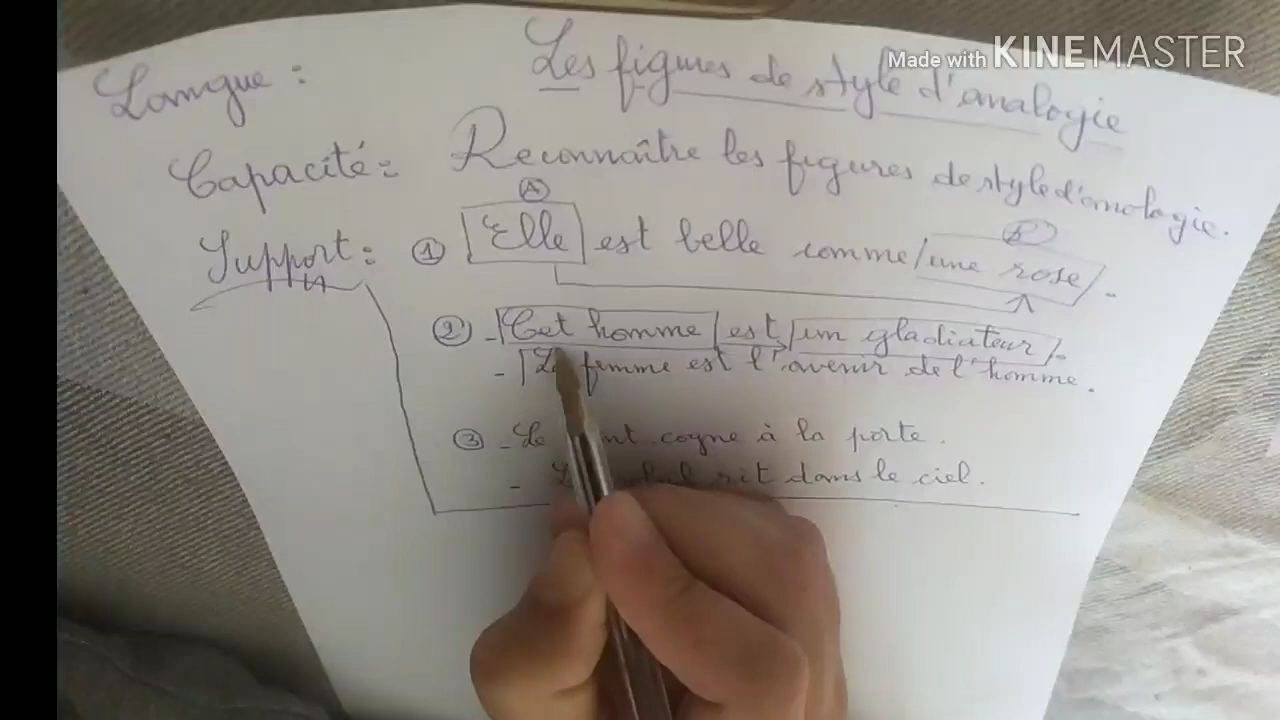 Made with KINEMASTER
Langue : Les figures de style d'analogie
Capacité : Reconnaître les figures de style d'analogie.
A
Support : 1 Elle est belle comme une rose.
2 - Cet homme est un gladiateur.
- La femme est l'avenir de l'homme.
3 - Le cogne à la porte.
- rit dans le ciel.